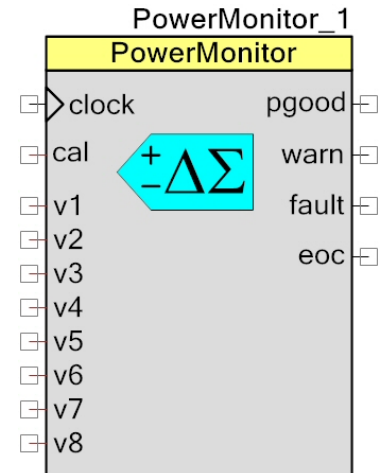 PowerMonitor_1
PowerMonitor
clock pgood
cal +−ΔΣ warn
v1 fault
v2 eoc
v3
v4
v5
v6
v7
v8